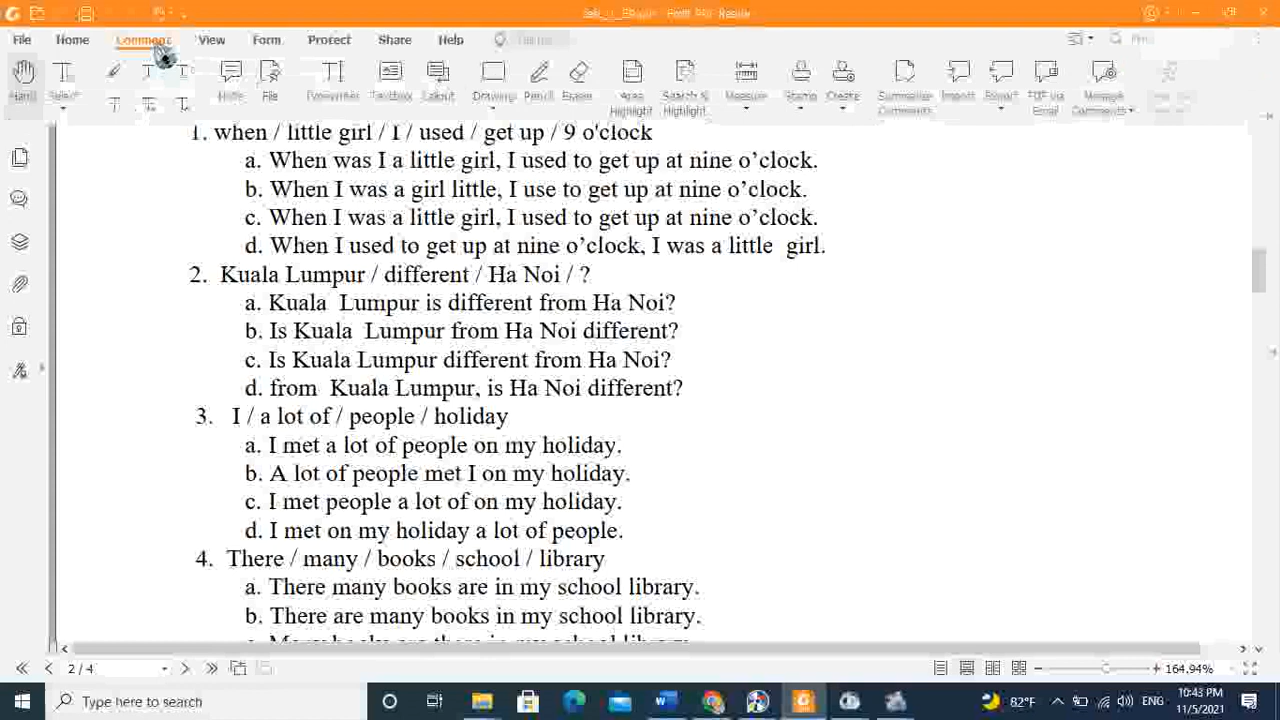 File Home Comment View Form Protect Share Help
Hand Select Note File Typewriter Textbox Callout Drawing Pencil Eraser Area Highlight Search & Highlight Measure Stamp Create Summarize Comments Import Export PDF via Email Manage Comments
1. when / little girl / I / used / get up / 9 o'clock
a. When was I a little girl, I used to get up at nine o’clock.
b. When I was a girl little, I use to get up at nine o’clock.
c. When I was a little girl, I used to get up at nine o’clock.
d. When I used to get up at nine o’clock, I was a little girl.
2. Kuala Lumpur / different / Ha Noi / ?
a. Kuala Lumpur is different from Ha Noi?
b. Is Kuala Lumpur from Ha Noi different?
c. Is Kuala Lumpur different from Ha Noi?
d. from Kuala Lumpur, is Ha Noi different?
3. I / a lot of / people / holiday
a. I met a lot of people on my holiday.
b. A lot of people met I on my holiday.
c. I met people a lot of on my holiday.
d. I met on my holiday a lot of people.
4. There / many / books / school / library
a. There many books are in my school library.
b. There are many books in my school library.
2 / 4 164.94%
Type here to search 82°F ENG 10:43 PM
11/5/2021